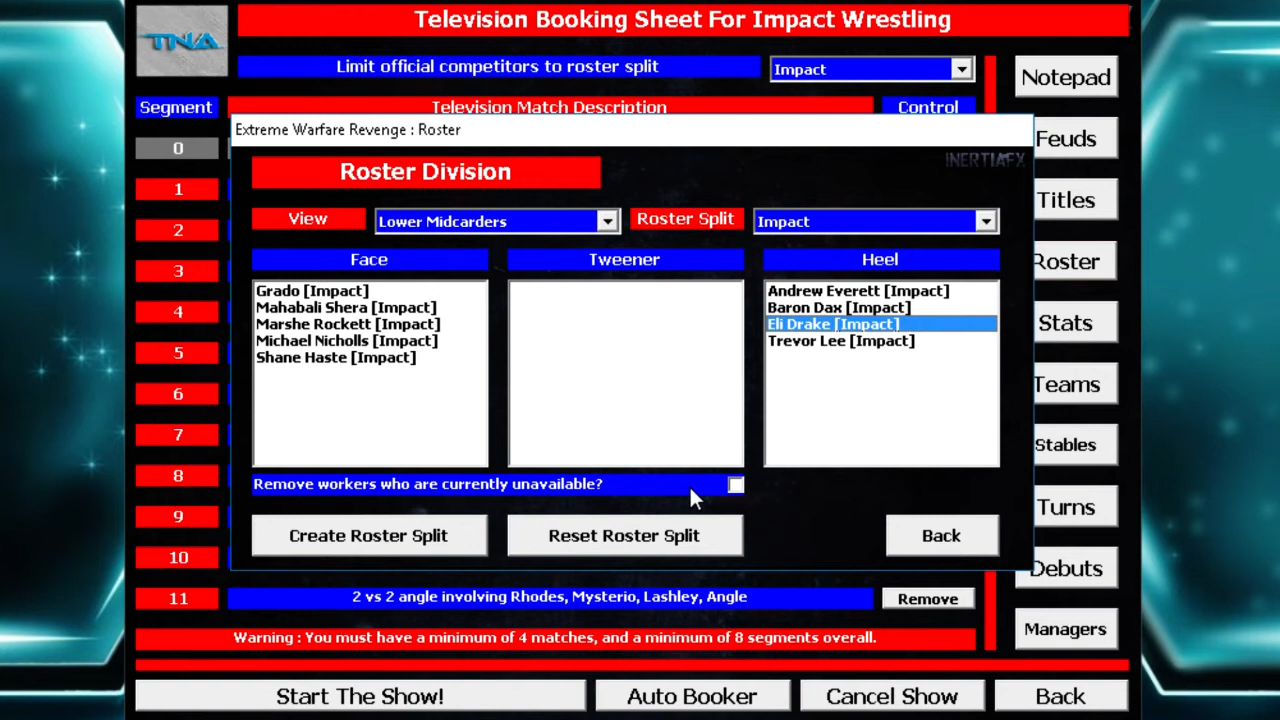 TNA
Television Booking Sheet For Impact Wrestling
Limit official competitors to roster split
Impact
Notepad
Segment
Television Match Description
Control
Extreme Warfare Revenge : Roster
0
Feuds
INERTIAFX
Roster Division
1
Titles
View
Lower Midcarders
Roster Split
Impact
2
Face
Tweener
Heel
Roster
3
Grado [Impact]
Mahabali Shera [Impact]
Marshe Rockett [Impact]
Michael Nicholls [Impact]
Shane Haste [Impact]
Andrew Everett [Impact]
Baron Dax [Impact]
Eli Drake [Impact]
Trevor Lee [Impact]
4
Stats
5
Teams
6
7
Stables
8
Remove workers who are currently unavailable?
Turns
9
Create Roster Split
Reset Roster Split
Back
10
Debuts
11
2 vs 2 angle involving Rhodes, Mysterio, Lashley, Angle
Remove
Managers
Warning : You must have a minimum of 4 matches, and a minimum of 8 segments overall.
Start The Show!
Auto Booker
Cancel Show
Back